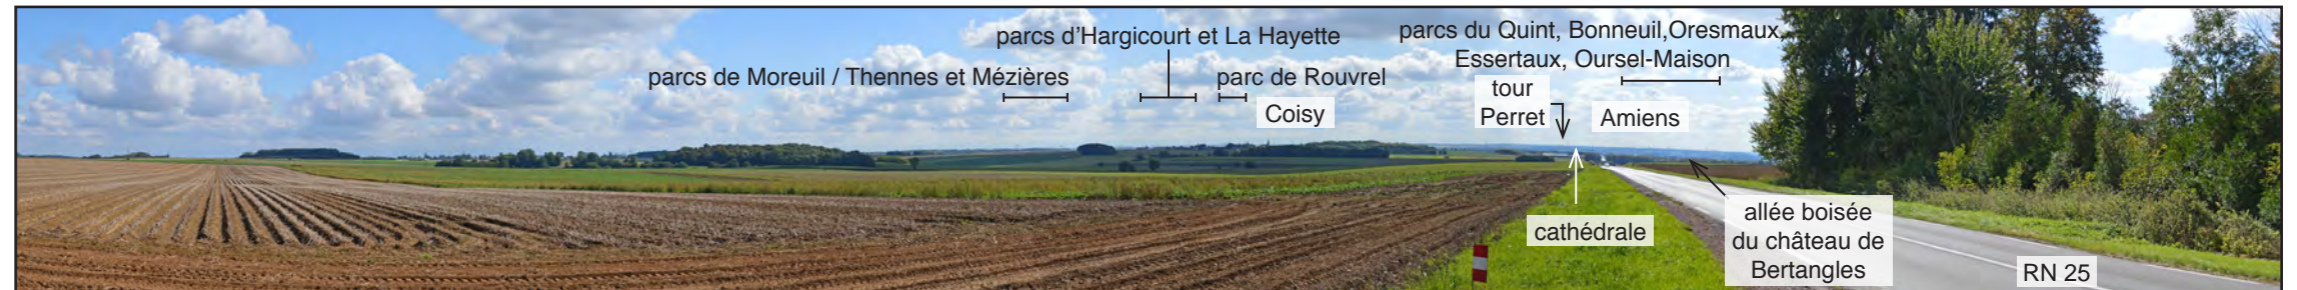 parcs d'Hargicourt et La Hayette
parcs du Quint, Bonneuil,Oresmaux,
Essertaux, Oursel-Maison
parcs de Moreuil / Thennes et Mézières
parc de Rouvrel
Coisy
tour
Perret
Amiens
cathédrale
allée boisée
du château de
Bertangles
RN 25